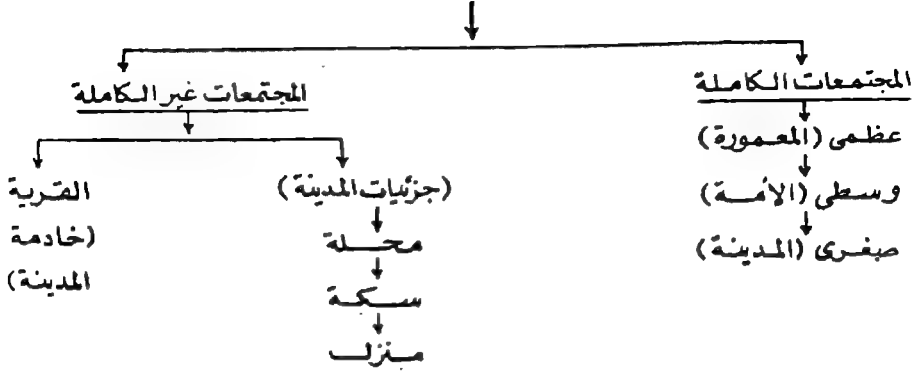 المجتمعات الكاملة
عظمى (المعمورة)
وسطى (الأمة)
صغرى (المدينة)
المجتمعات غير الكاملة
(جزئيات المدينة)
محلة
سكة
منزل
القرية
(خادمة
المدينة)